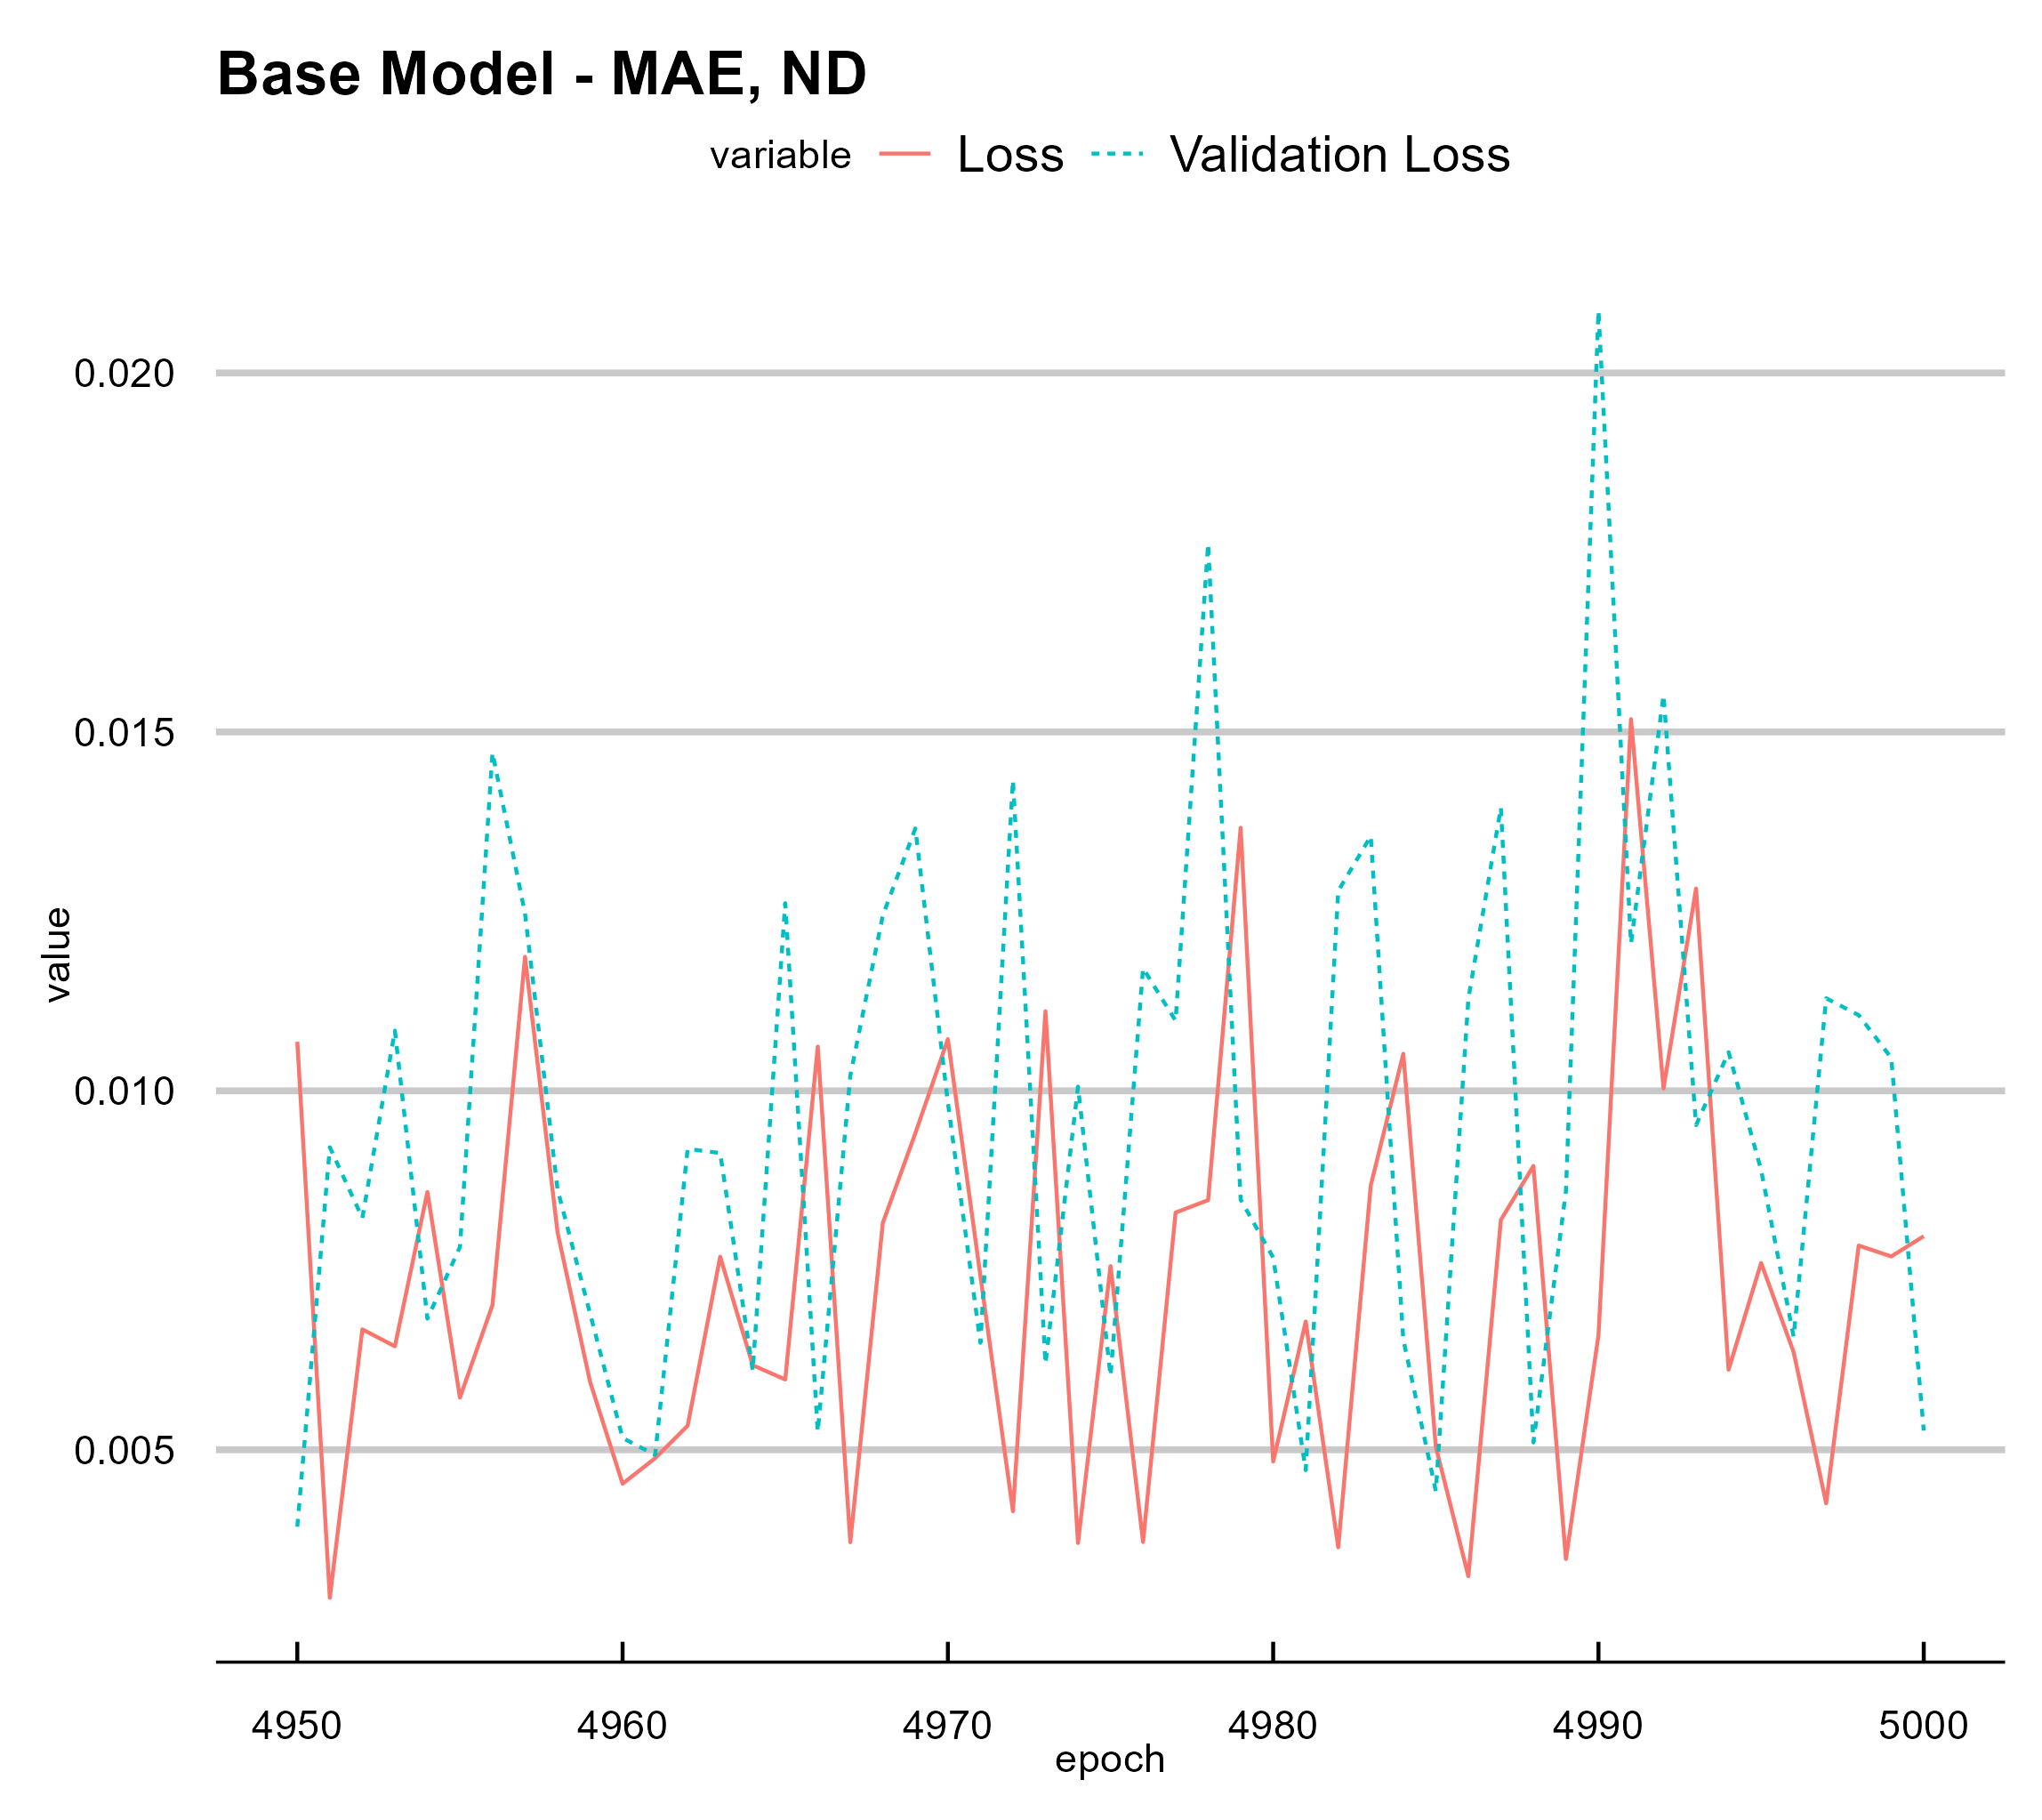 Base Model - MAE, ND
variable Loss Validation Loss
0.020
0.015
0.010
0.005
value
4950 4960 4970 4980 4990 5000
epoch